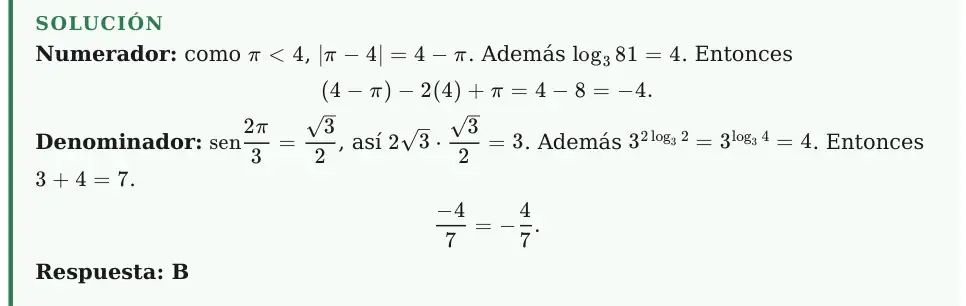 SOLUCIÓN
Numerador: como π < 4, |π − 4| = 4 − π. Además log₃ 81 = 4. Entonces
(4 − π) − 2(4) + π = 4 − 8 = −4.
Denominador: sen 2π/3 = √3/2, así 2√3 · √3/2 = 3. Además 3^{2 log₃ 2} = 3^{log₃ 4} = 4. Entonces
3 + 4 = 7.
−4/7 = −4/7.
Respuesta: B